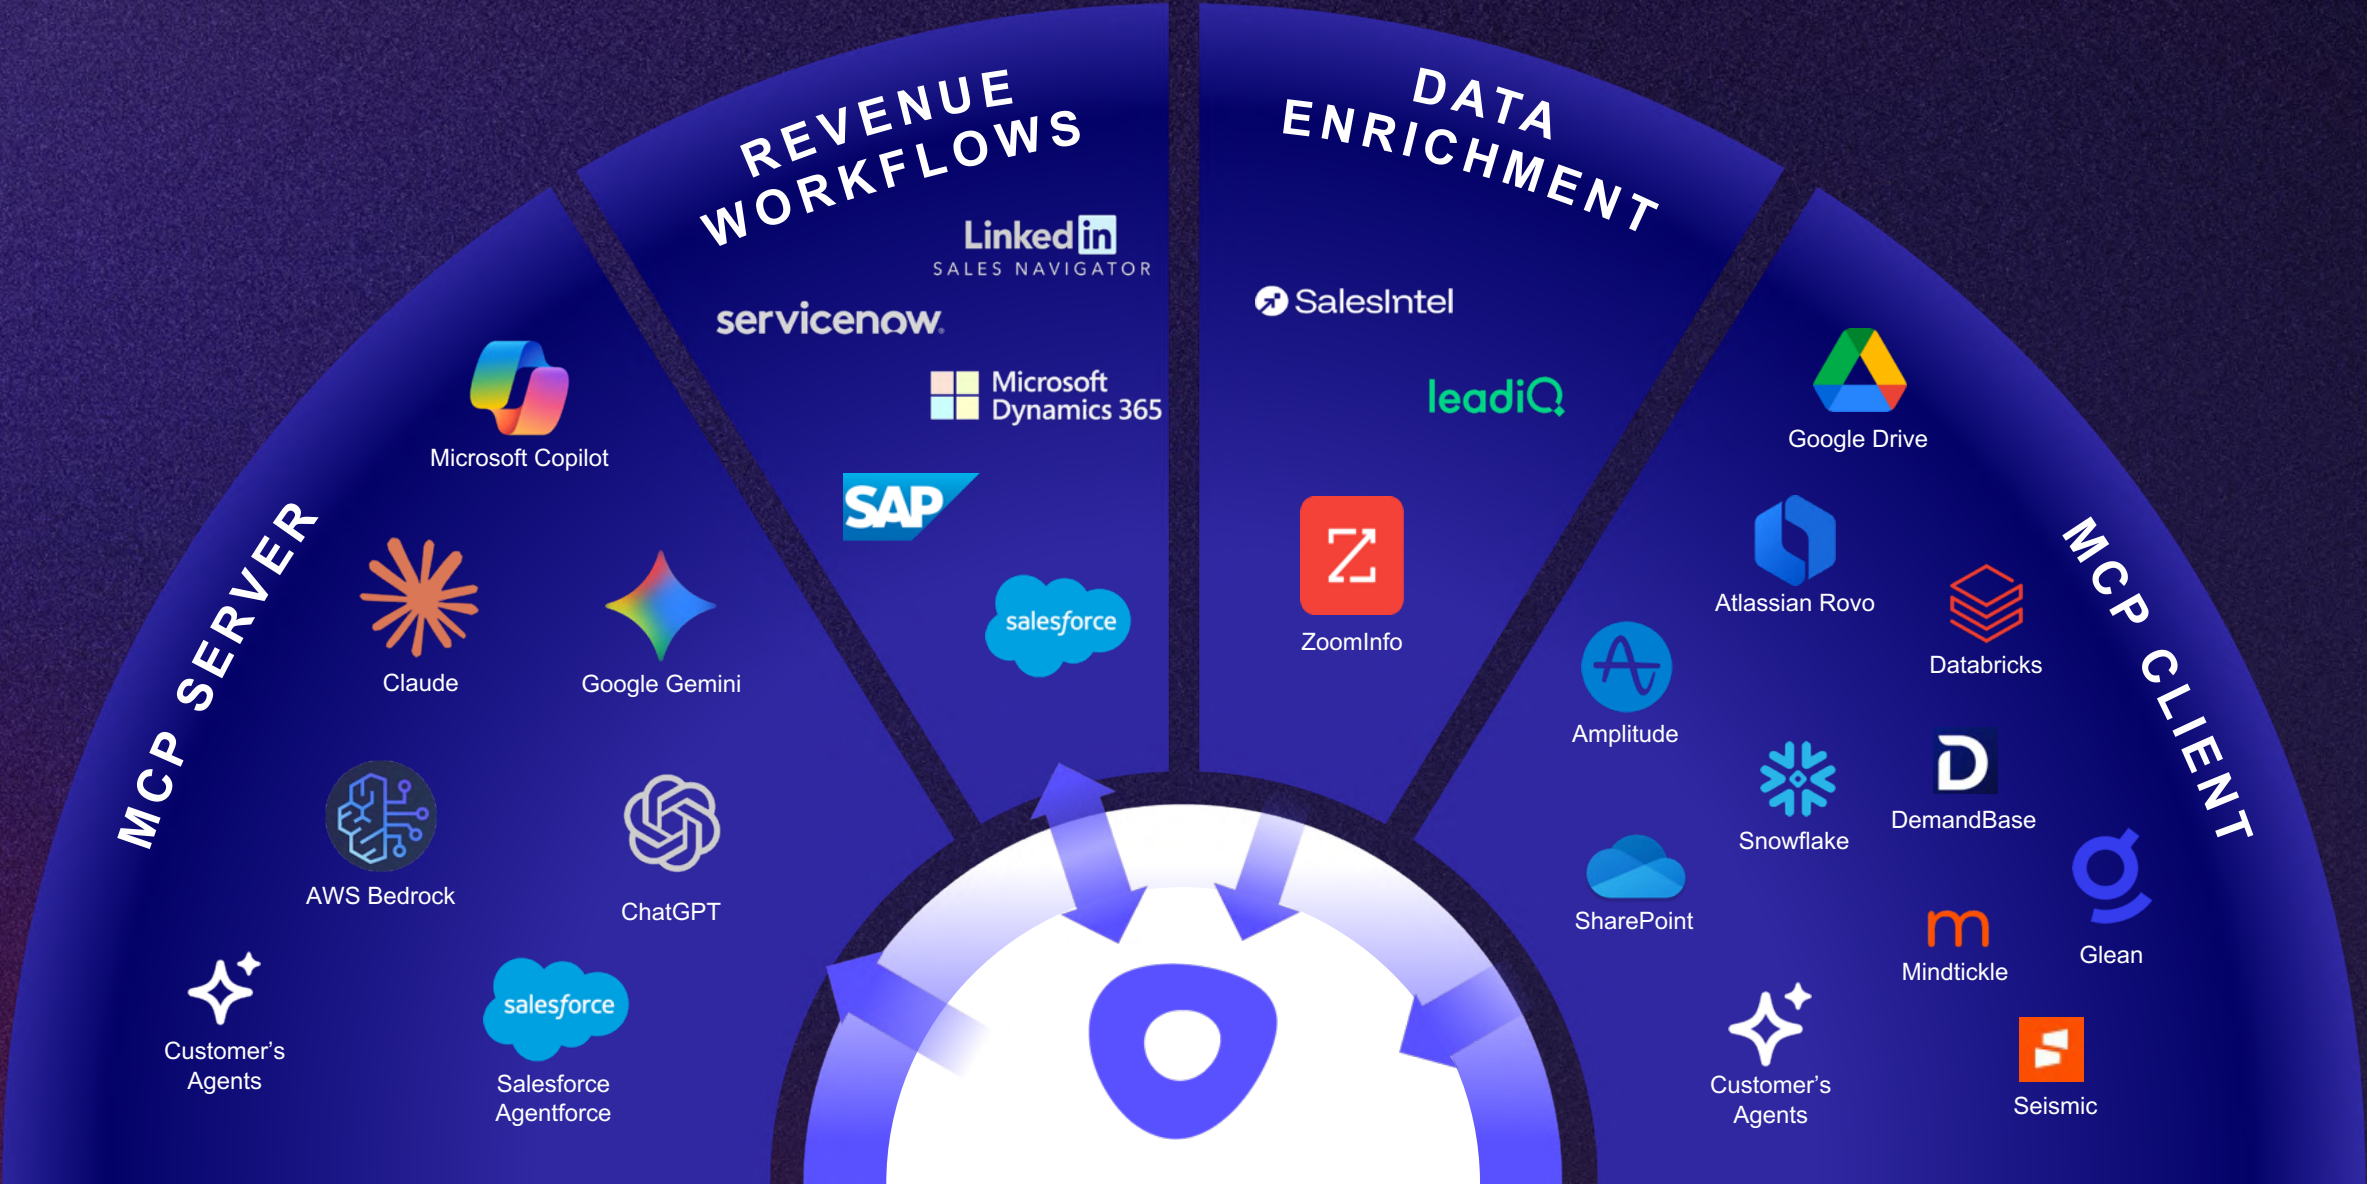 MCP SERVER
Microsoft Copilot
Claude
Google Gemini
AWS Bedrock
ChatGPT
Customer's
Agents
salesforce
Salesforce
Agentforce
REVENUE
WORKFLOWS
Linked in
SALES NAVIGATOR
servicenow
Microsoft
Dynamics 365
SAP
salesforce
DATA
ENRICHMENT
SalesIntel
leadiQ
Z
ZoomInfo
MCP CLIENT
Google Drive
Atlassian Rovo
Databricks
Amplitude
Snowflake
D
DemandBase
SharePoint
Glean
m
Mindtickle
Customer's
Agents
Seismic